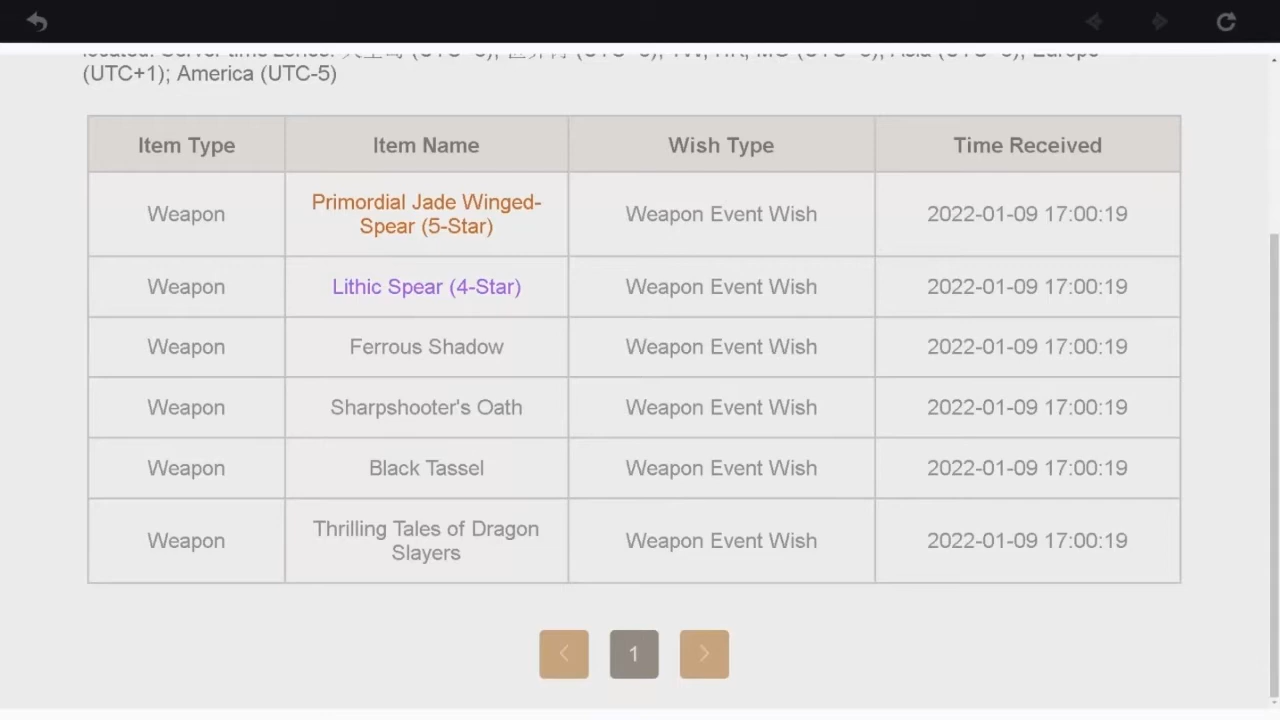 (UTC+1); America (UTC-5)
Item Type Item Name Wish Type Time Received
Weapon Primordial Jade Winged-Spear (5-Star) Weapon Event Wish 2022-01-09 17:00:19
Weapon Lithic Spear (4-Star) Weapon Event Wish 2022-01-09 17:00:19
Weapon Ferrous Shadow Weapon Event Wish 2022-01-09 17:00:19
Weapon Sharpshooter's Oath Weapon Event Wish 2022-01-09 17:00:19
Weapon Black Tassel Weapon Event Wish 2022-01-09 17:00:19
Weapon Thrilling Tales of Dragon Slayers Weapon Event Wish 2022-01-09 17:00:19
1